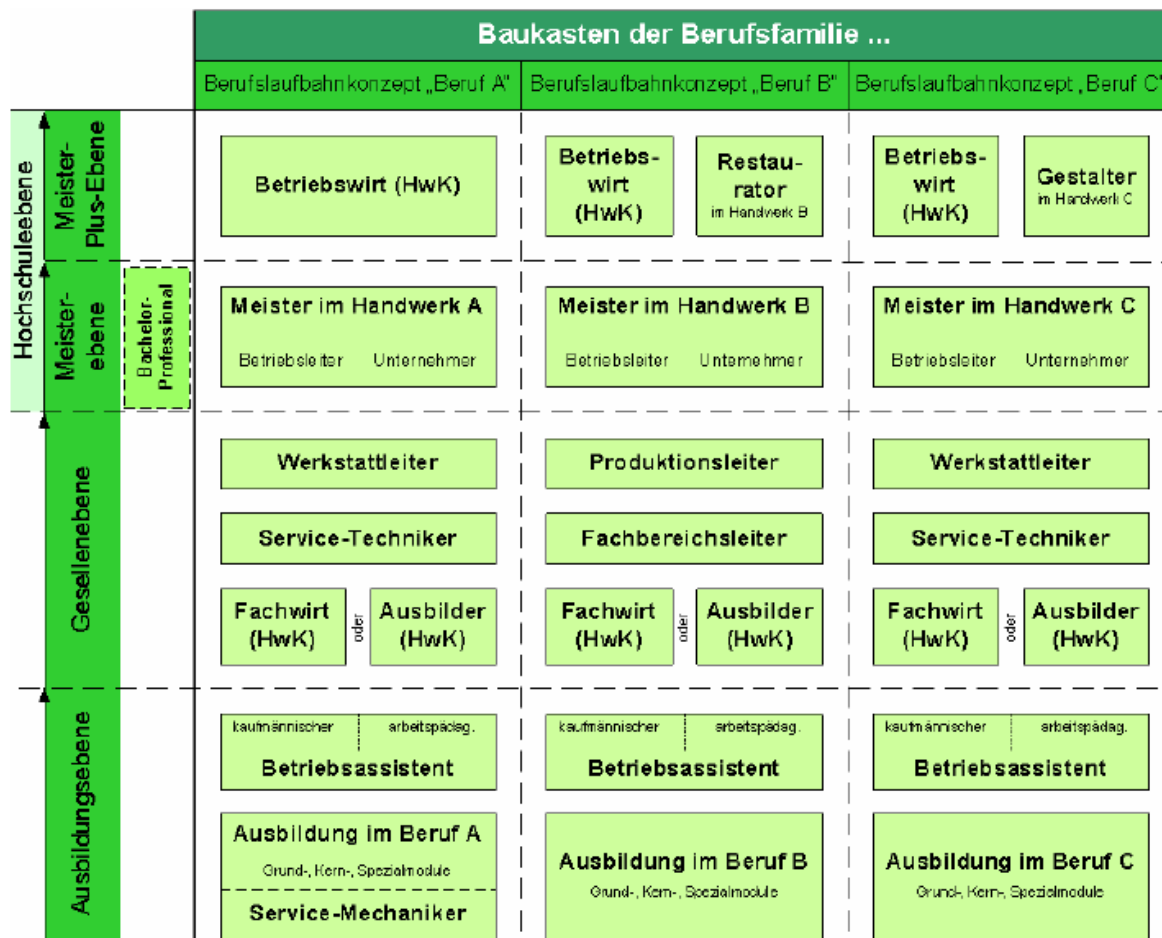 Baukasten der Berufsfamilie ...
Berufslaufbahnkonzept „Beruf A"
Berufslaufbahnkonzept „Beruf B"
Berufslaufbahnkonzept „Beruf C"
Hochschuleebene
Meister-
Plus-Ebene
Betriebswirt (HwK)
Betriebs-
wirt
(HwK)
Restau-
rator
im Handwerk B
Betriebs-
wirt
(HwK)
Gestalter
im Handwerk C
Meister-
ebene
Bachelor-
Professional
Meister im Handwerk A
Betriebsleiter Unternehmer
Meister im Handwerk B
Betriebsleiter Unternehmer
Meister im Handwerk C
Betriebsleiter Unternehmer
Gesellenebene
Werkstattleiter
Produktionsleiter
Werkstattleiter
Service-Techniker
Fachbereichsleiter
Service-Techniker
Fachwirt
(HwK)
oder
Ausbilder
(HwK)
Fachwirt
(HwK)
oder
Ausbilder
(HwK)
Fachwirt
(HwK)
oder
Ausbilder
(HwK)
Ausbildungsebene
kaufmännischer arbeitspädag.
Betriebsassistent
kaufmännischer arbeitspädag.
Betriebsassistent
kaufmännischer arbeitspädag.
Betriebsassistent
Ausbildung im Beruf A
Grund-, Kern-, Spezialmodule
Service-Mechaniker
Ausbildung im Beruf B
Grund-, Kern-, Spezialmodule
Ausbildung im Beruf C
Grund-, Kern-, Spezialmodule